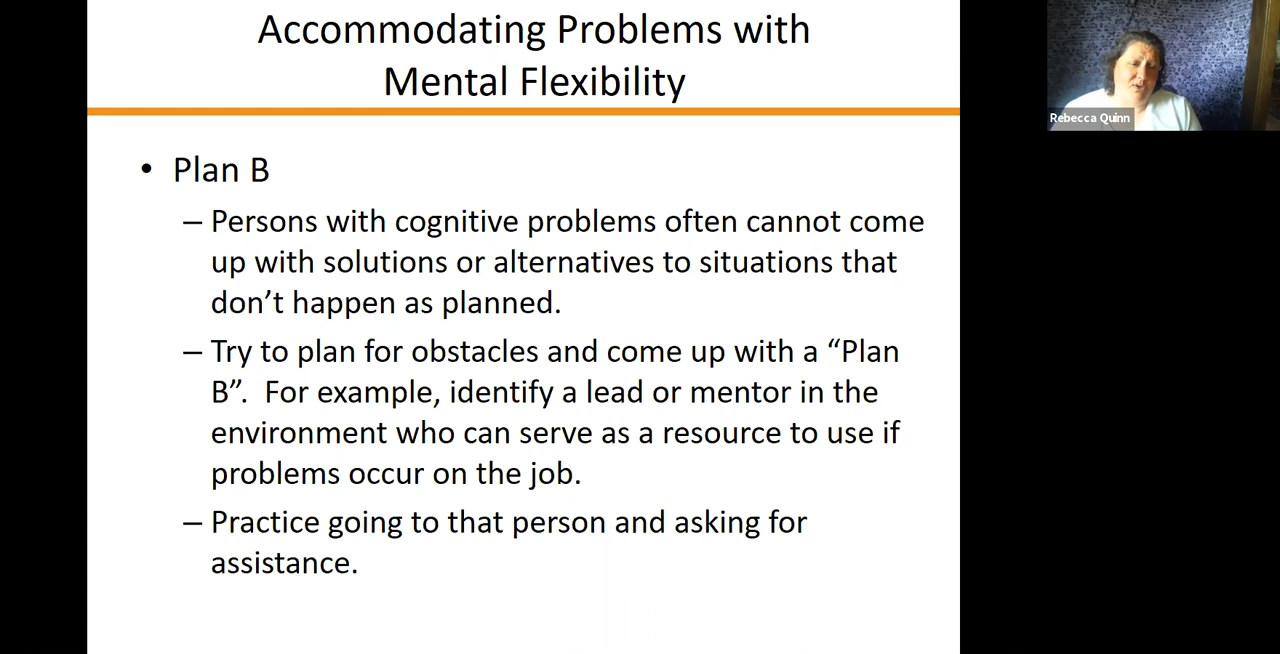 Accommodating Problems with
Mental Flexibility
• Plan B
– Persons with cognitive problems often cannot come
up with solutions or alternatives to situations that
don’t happen as planned.
– Try to plan for obstacles and come up with a “Plan
B”.  For example, identify a lead or mentor in the
environment who can serve as a resource to use if
problems occur on the job.
– Practice going to that person and asking for
assistance.
Rebecca Quinn